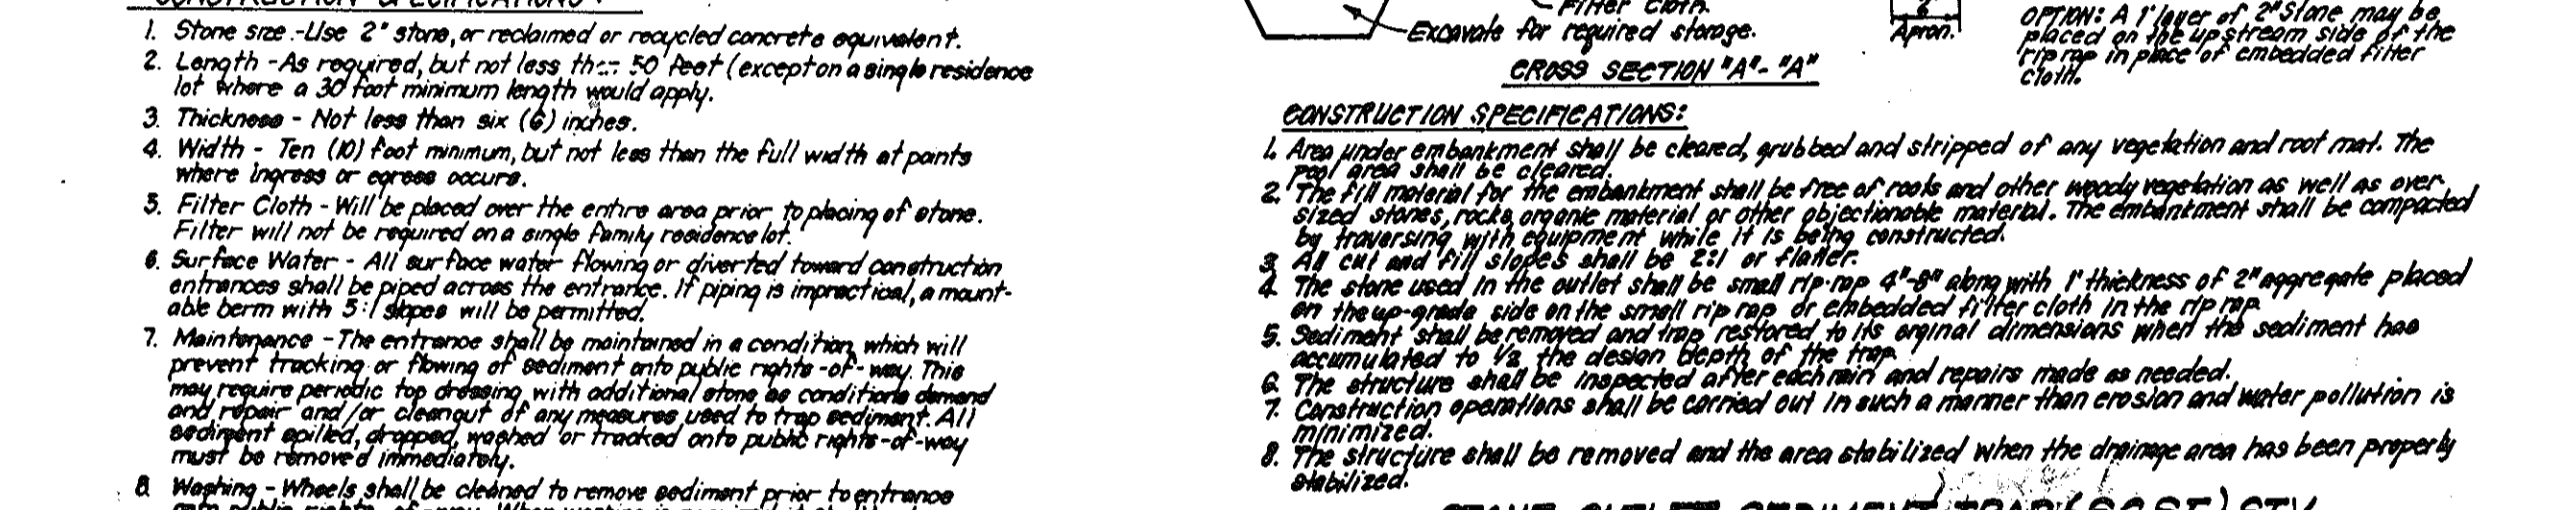 CONSTRUCTION SPECIFICATIONS:
1. Stone size.-Use 2" stone, or reclaimed or recycled concrete equivalent.
2. Length - As required, but not less than 50 feet (except on a single residence
lot where a 30 foot minimum length would apply.
3. Thickness - Not less than six (6) inches.
4. Width - Ten (10) foot minimum, but not less than the full width at points
where ingress or egress occurs.
5. Filter Cloth - Will be placed over the entire area prior to placing of stone.
Filter will not be required on a single family residence lot.
6. Surface Water - All surface water flowing or diverted toward construction
entrances shall be piped across the entrance. If piping is impractical, a mount-
able berm with 5:1 slopes will be permitted.
7. Maintenance - The entrance shall be maintained in a condition which will
prevent tracking or flowing of sediment onto public rights-of-way. This
may require periodic top dressing with additional stone as conditions demand
and repair and/or cleanout of any measures used to trap sediment. All
sediment spilled, dropped, washed or tracked onto public rights-of-way
must be removed immediately.
8. Washing - Wheels shall be cleaned to remove sediment prior to entrance
Filter Cloth.
Excavate for required storage.
6"
Apron.
OPTION: A 1' layer of 2" Stone may be
placed on the upstream side of the
rip rap in place of embedded filter
cloth.
CROSS SECTION "A"- "A"
CONSTRUCTION SPECIFICATIONS:
1. Area under embankment shall be cleared, grubbed and stripped of any vegetation and root mat. The
pool area shall be cleared.
2. The fill material for the embankment shall be free of roots and other woody vegetation as well as over-
sized stones, rocks, organic material or other objectionable material. The embankment shall be compacted
by traversing with equipment while it is being constructed.
3. All cut and fill slopes shall be 2:1 or flatter.
4. The stone used in the outlet shall be small rip-rap 4"-8" along with 1' thickness of 2" aggregate placed
on the up-grade side on the small rip rap or embedded filter cloth in the rip rap.
5. Sediment shall be removed and trap restored to its orginal dimensions when the sediment has
accumulated to 1/2 the design depth of the trap.
6. The structure shall be inspected after each rain and repairs made as needed.
7. Construction operations shall be carried out in such a manner than erosion and water pollution is
minimized.
8. The structure shall be removed and the area stabilized when the drainage area has been properly
stabilized.
STONE OUTLET SEDIMENT TRAP